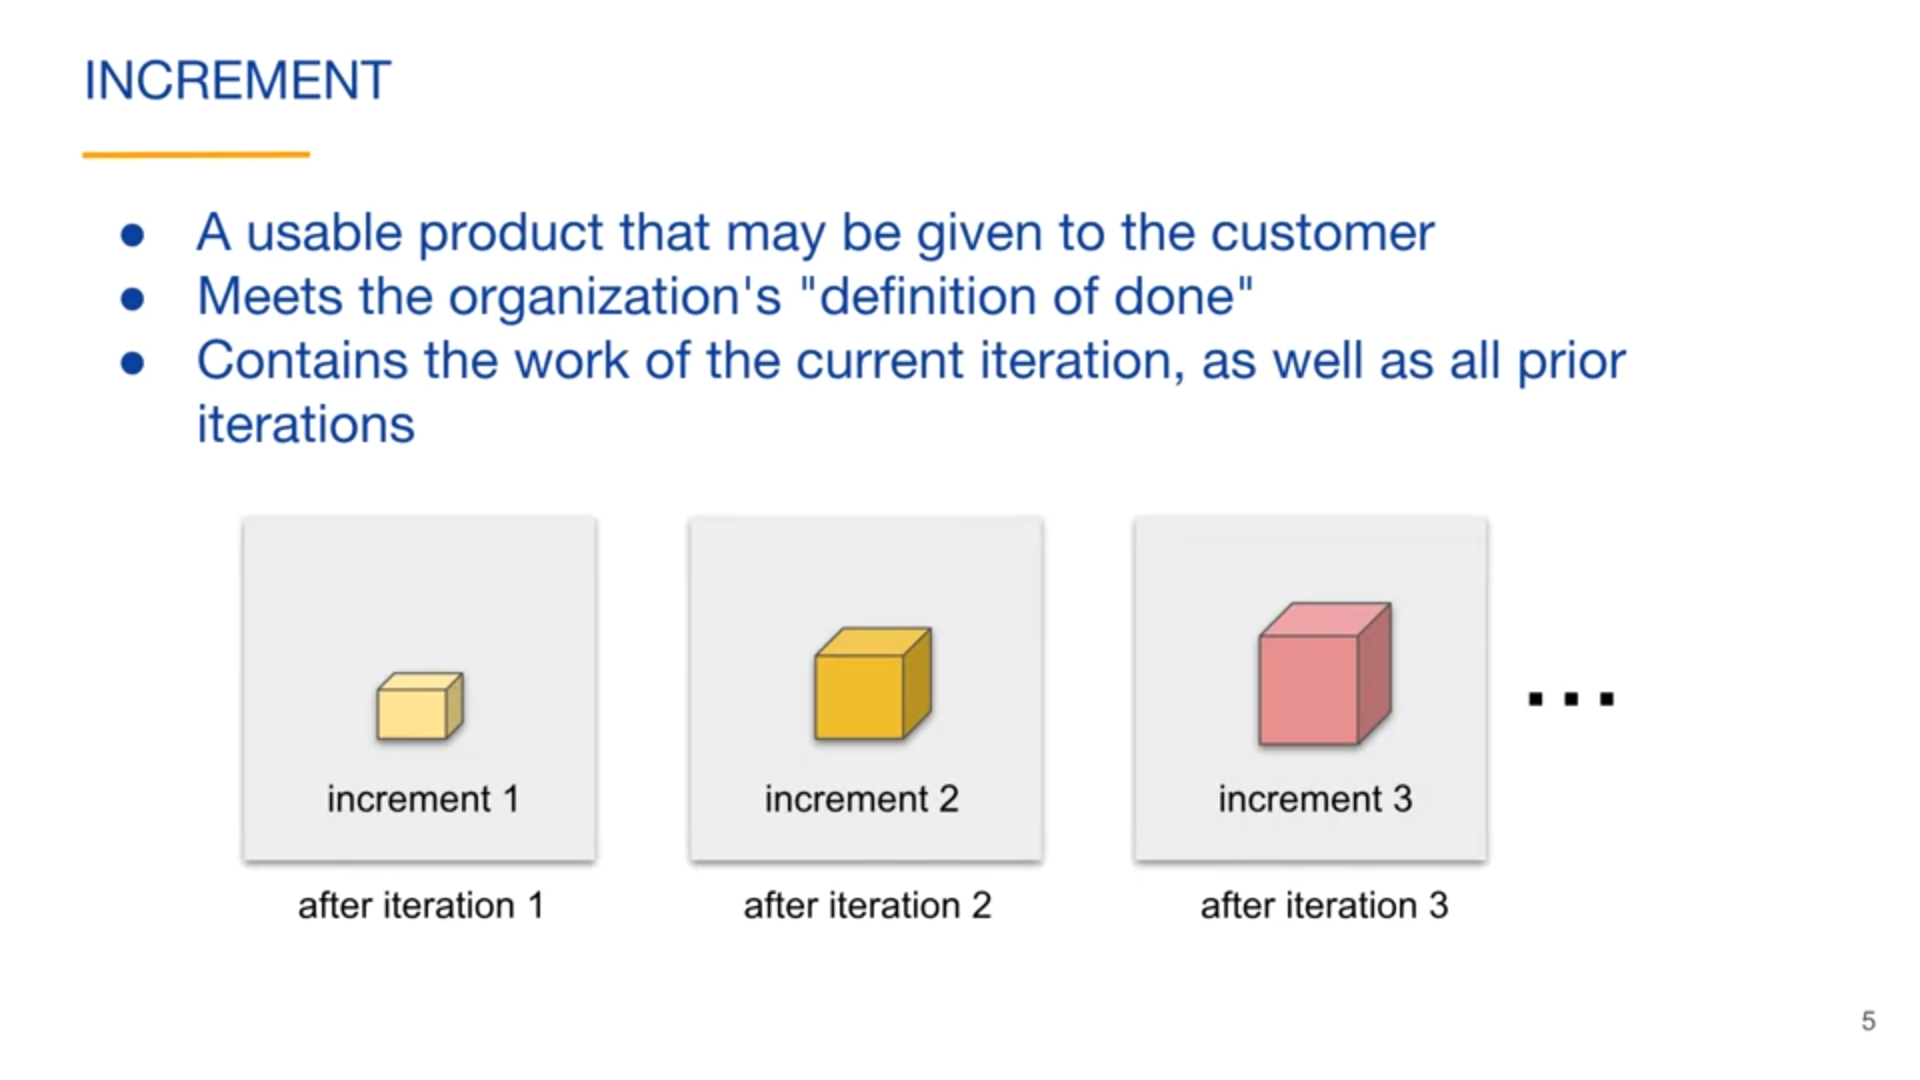 INCREMENT
● A usable product that may be given to the customer
● Meets the organization's "definition of done"
● Contains the work of the current iteration, as well as all prior
iterations
increment 1
increment 2
increment 3
...
after iteration 1
after iteration 2
after iteration 3
5